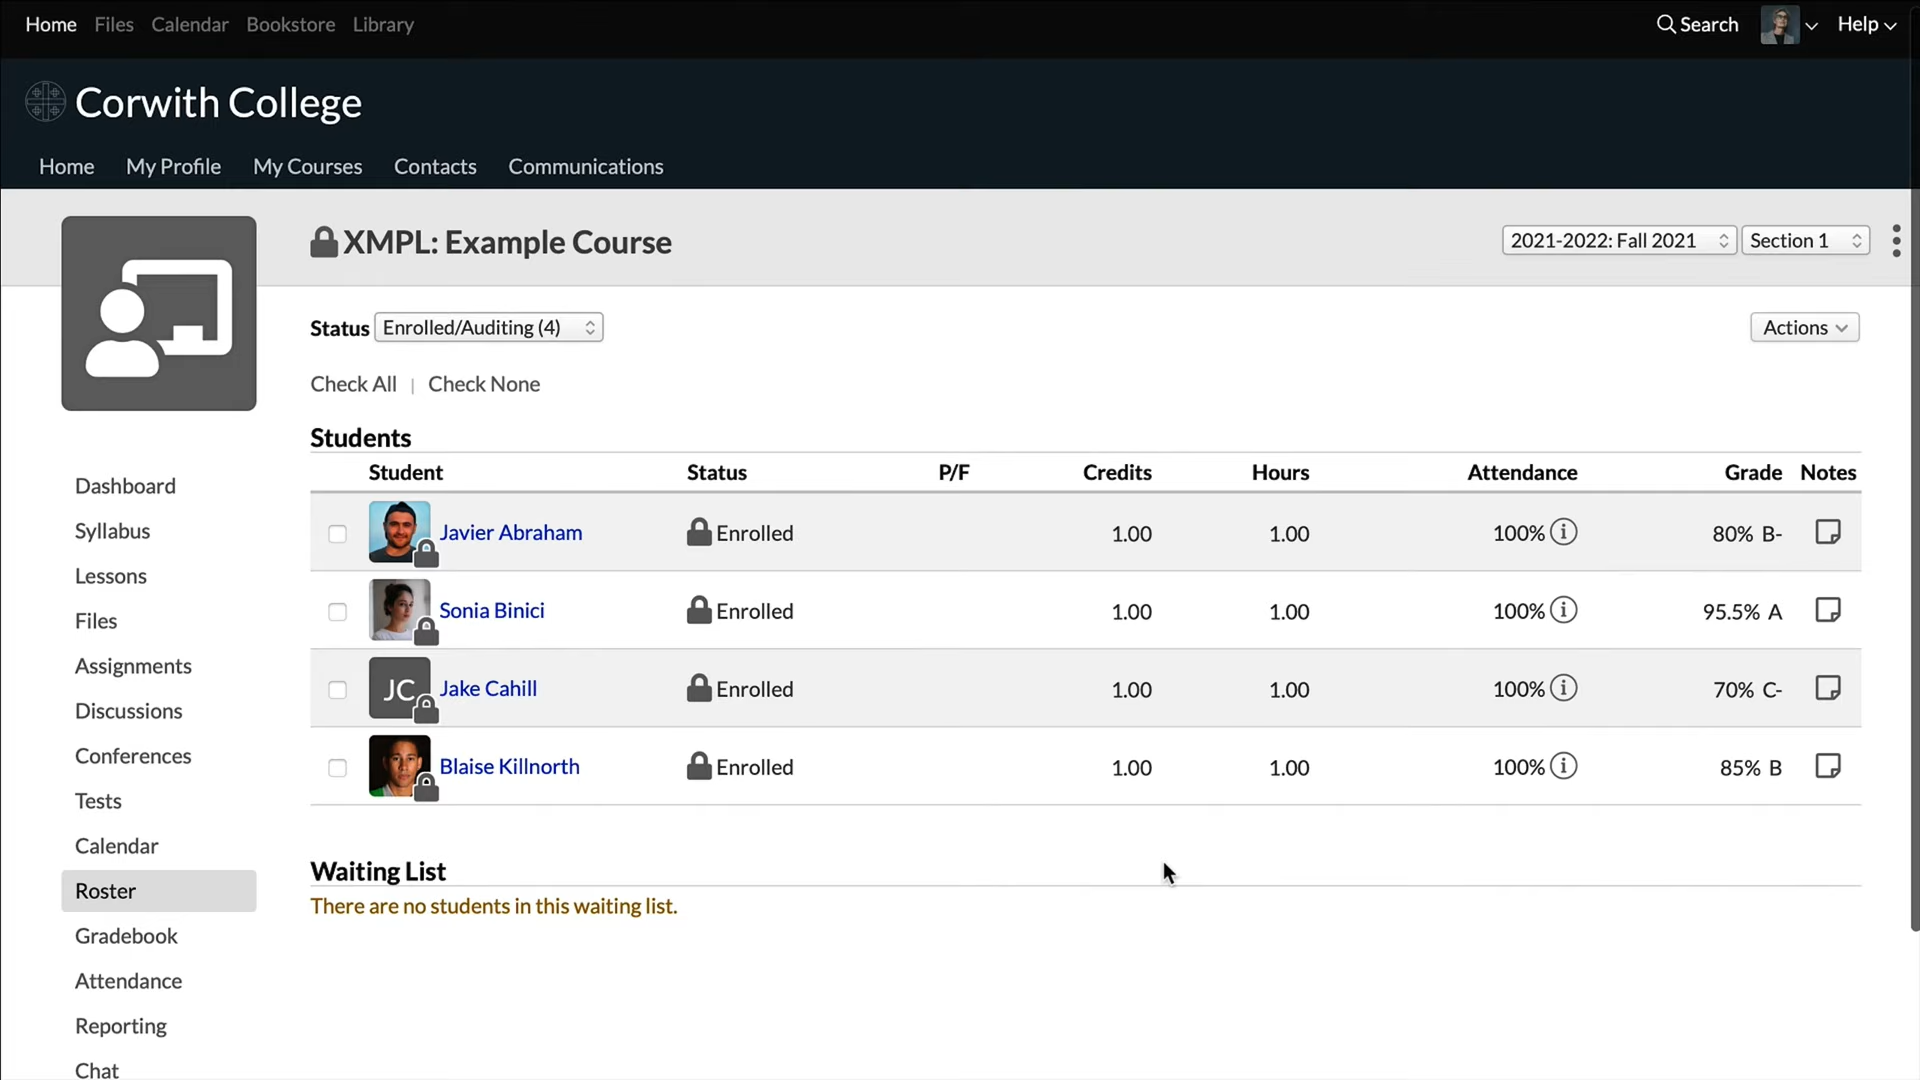 Home Files Calendar Bookstore Library Search Help
Corwith College
Home My Profile My Courses Contacts Communications
XMPL: Example Course 2021-2022: Fall 2021 Section 1
Status Enrolled/Auditing (4) Actions
Check All | Check None
Students
Student Status P/F Credits Hours Attendance Grade Notes
Javier Abraham Enrolled 1.00 1.00 100% 80% B-
Sonia Binici Enrolled 1.00 1.00 100% 95.5% A
JC Jake Cahill Enrolled 1.00 1.00 100% 70% C-
Blaise Killnorth Enrolled 1.00 1.00 100% 85% B
Waiting List
There are no students in this waiting list.
Dashboard
Syllabus
Lessons
Files
Assignments
Discussions
Conferences
Tests
Calendar
Roster
Gradebook
Attendance
Reporting
Chat